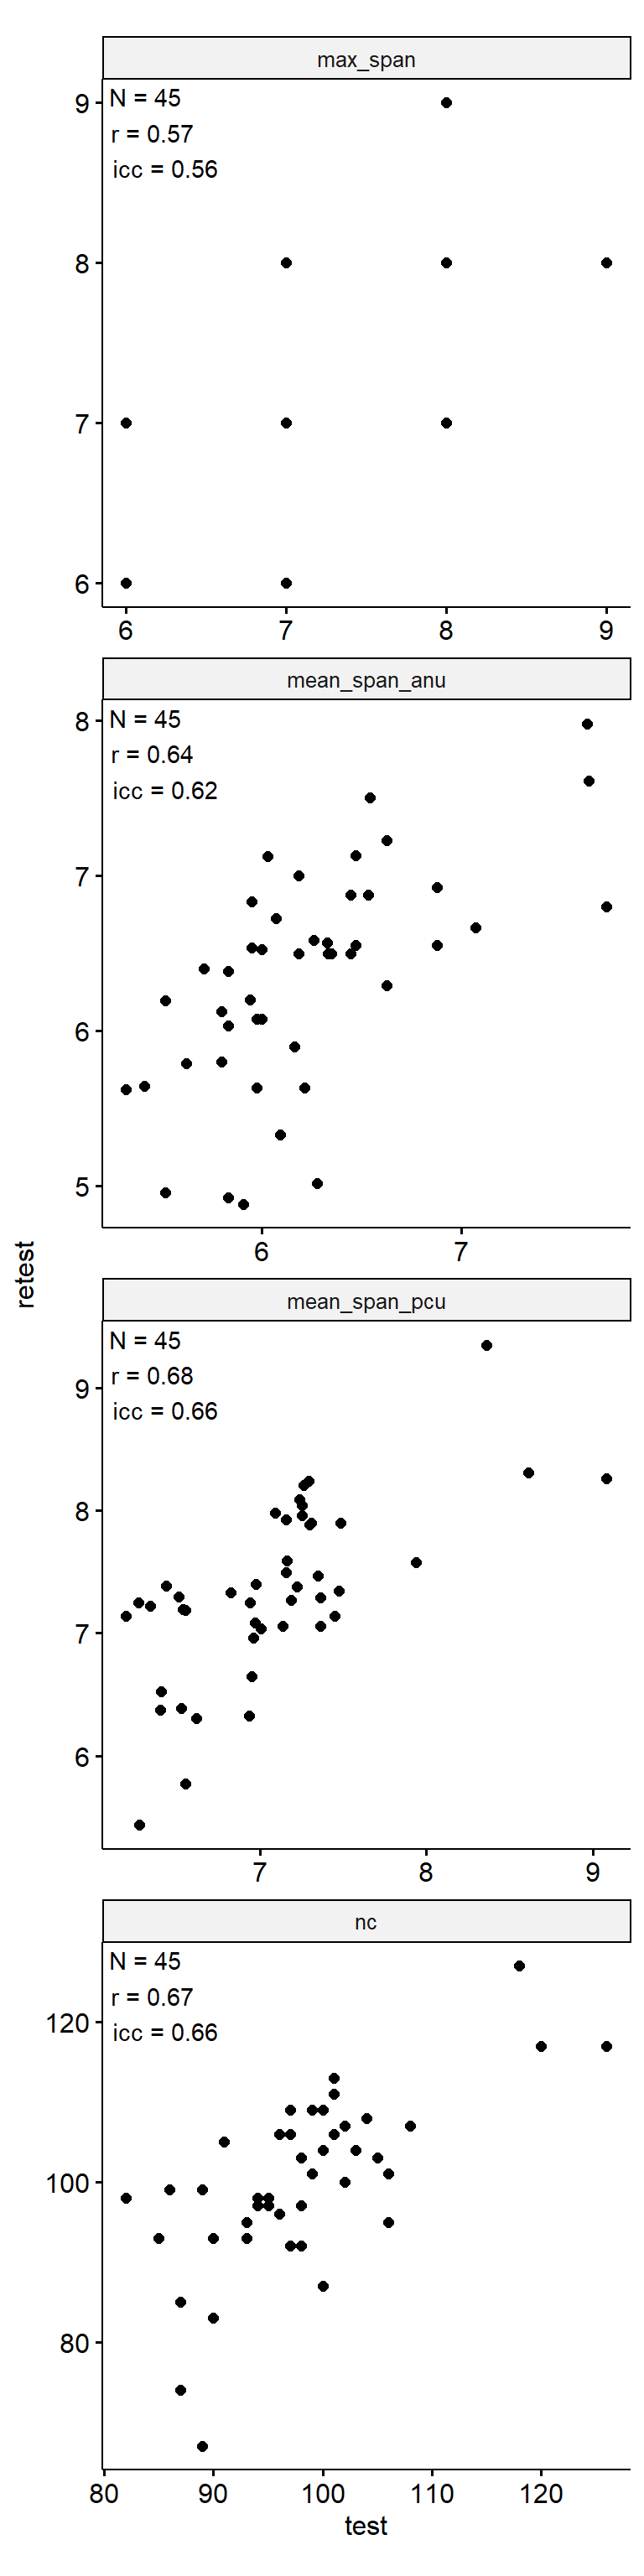 max_span
N = 45
r = 0.57
icc = 0.56
9
8
7
6
6 7 8 9
mean_span_anu
N = 45
r = 0.64
icc = 0.62
8
7
6
5
6 7
retest
mean_span_pcu
N = 45
r = 0.68
icc = 0.66
9
8
7
6
7 8 9
nc
N = 45
r = 0.67
icc = 0.66
120
100
80
80 90 100 110 120
test